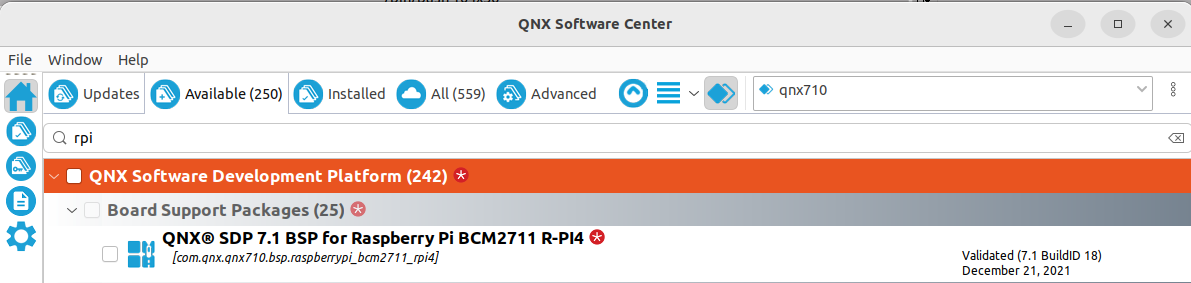 QNX Software Center
File Window Help
Updates Available (250) Installed All (559) Advanced qnx710
rpi
QNX Software Development Platform (242)
Board Support Packages (25)
QNX® SDP 7.1 BSP for Raspberry Pi BCM2711 R-PI4
[com.qnx.qnx710.bsp.raspberrypi_bcm2711_rpi4]
Validated (7.1 BuildID 18)
December 21, 2021